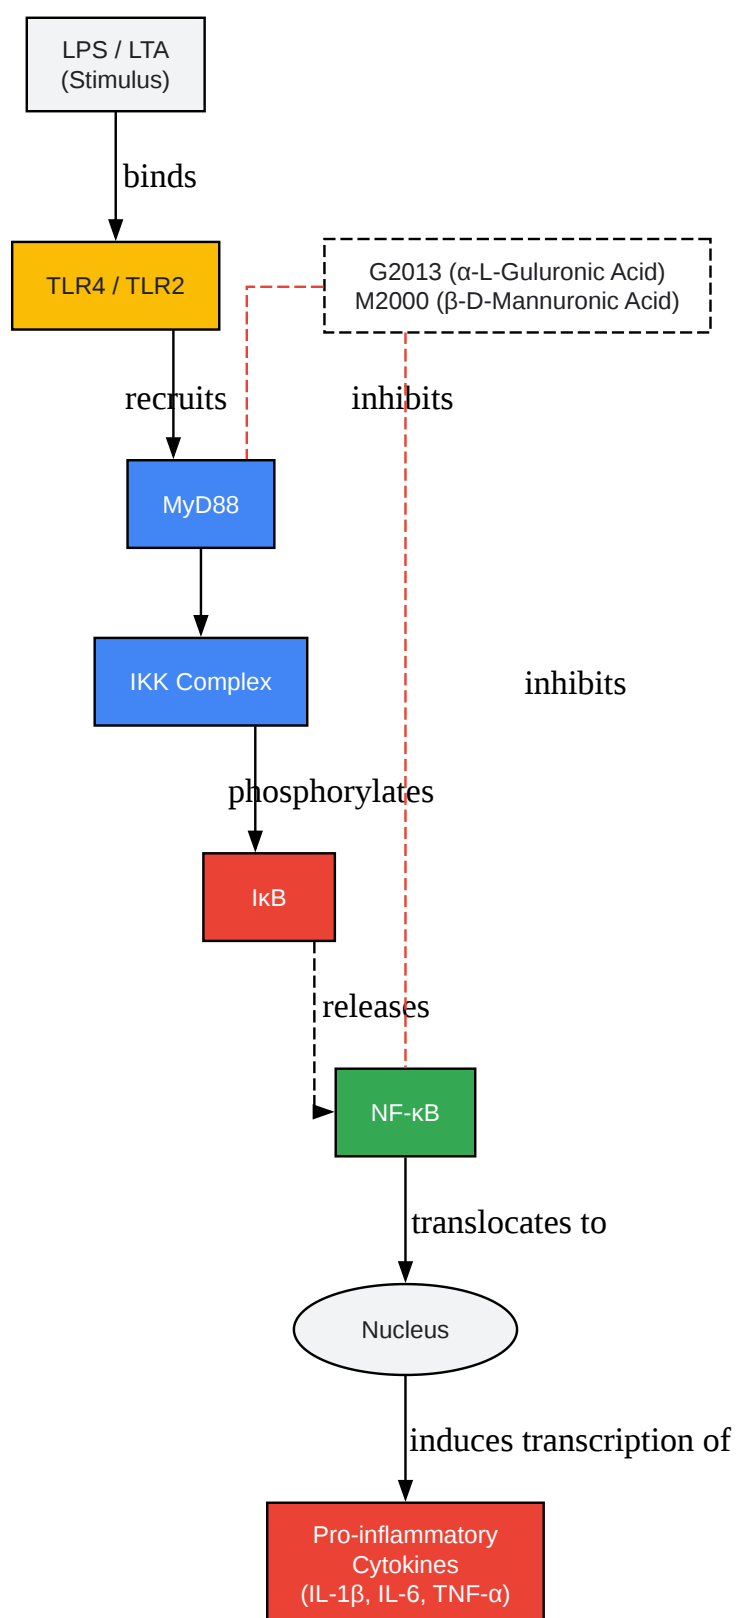 LPS / LTA
(Stimulus)
binds
TLR4 / TLR2
G2013 (α-L-Guluronic Acid)
M2000 (β-D-Mannuronic Acid)
recruits
inhibits
MyD88
IKK Complex
inhibits
phosphorylates
IκB
releases
NF-κB
translocates to
Nucleus
induces transcription of
Pro-inflammatory
Cytokines
(IL-1β, IL-6, TNF-α)